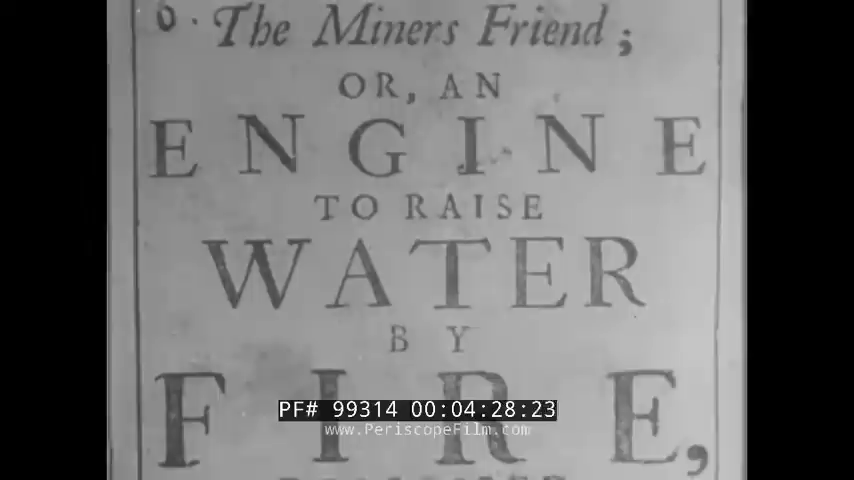 O. The Miners Friend;
OR, AN
ENGINE
TO RAISE
WATER
BY
FIRE,
PF# 99314 00:04:28:23
www.PeriscopeFilm.com